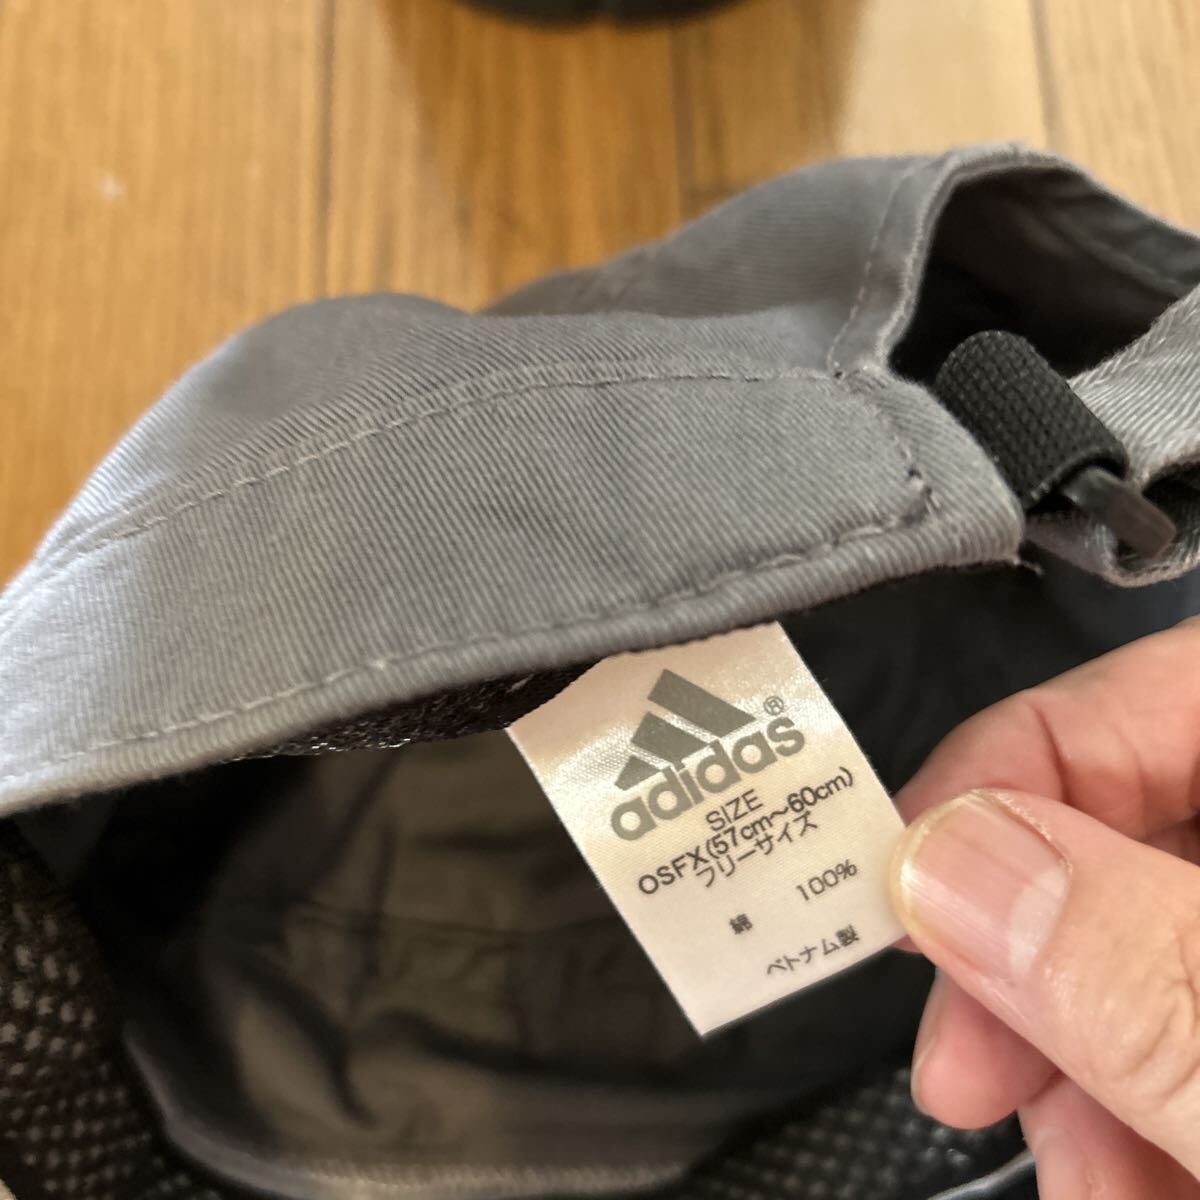 adidas®
SIZE
OSFX(57cm～60cm)
フリーサイズ
綿 100%
ベトナム製